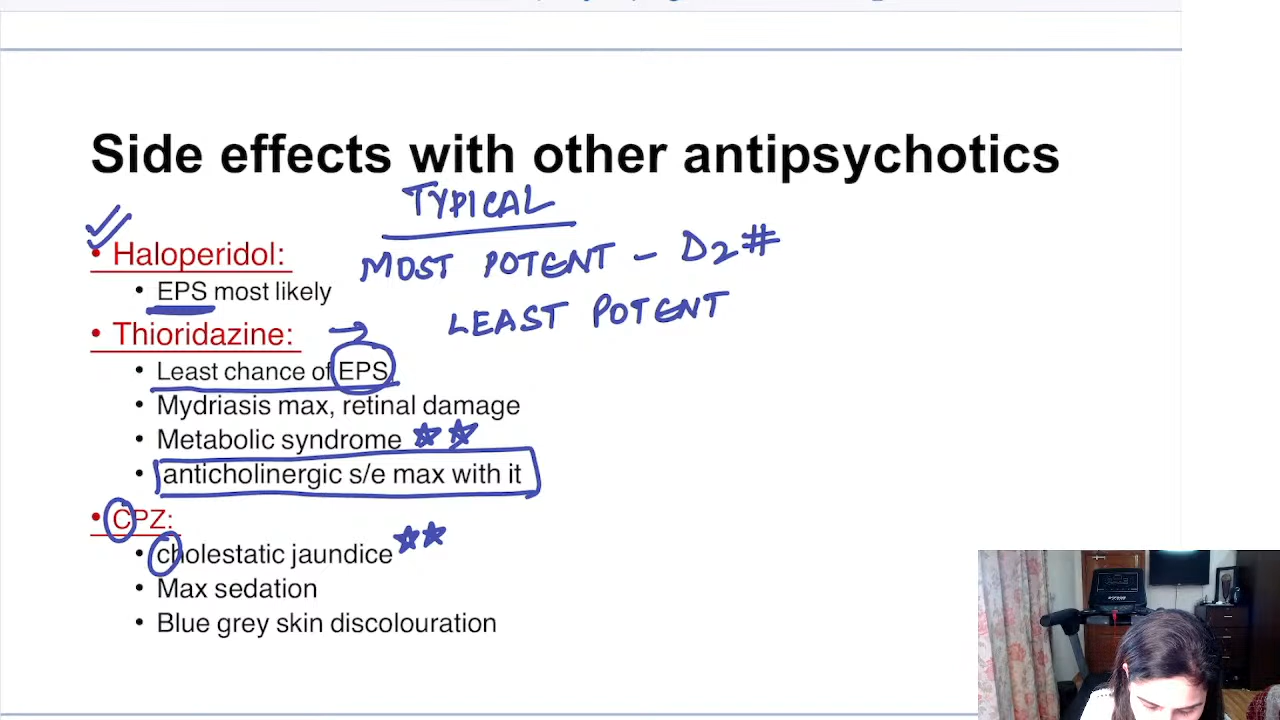 Side effects with other antipsychotics
TYPICAL
• Haloperidol:
MOST POTENT - D2 #
• EPS most likely
LEAST POTENT
• Thioridazine: →
• Least chance of EPS
• Mydriasis max, retinal damage
• Metabolic syndrome ☆☆
• anticholinergic s/e max with it
• CPZ:
• cholestatic jaundice ☆☆
• Max sedation
• Blue grey skin discolouration